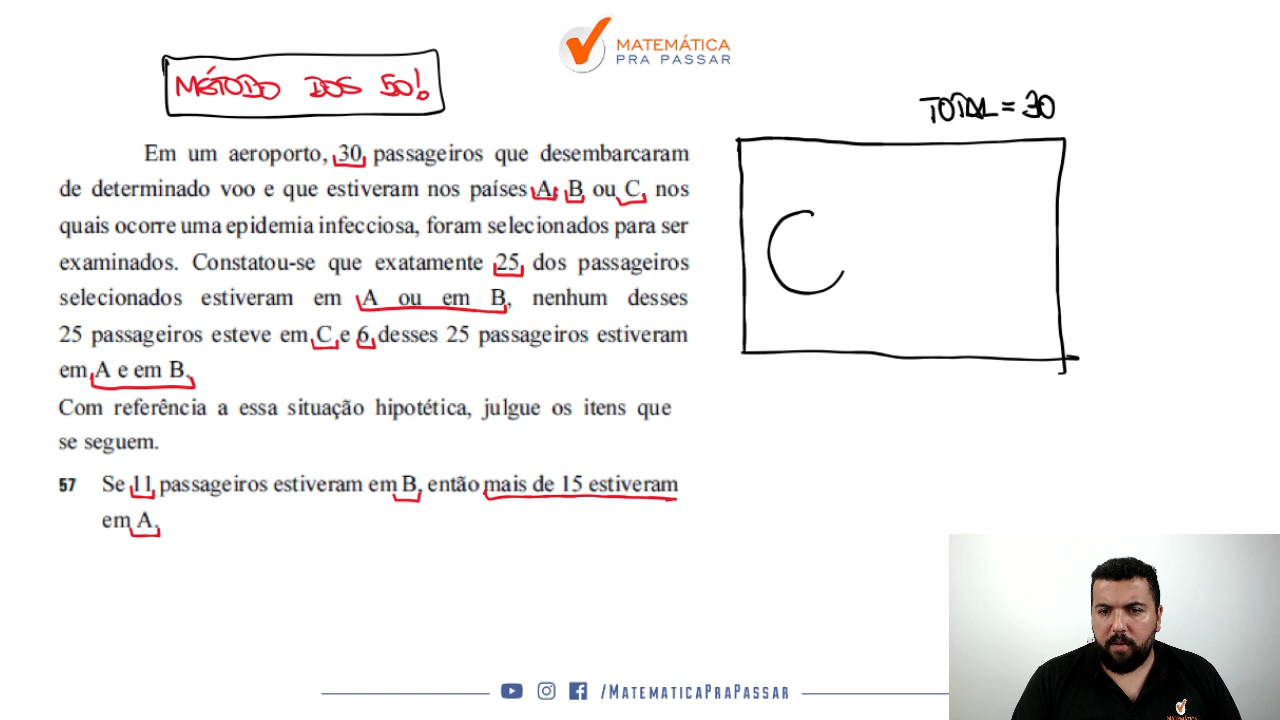 MATEMÁTICA
PRA PASSAR
MÉTODO DOS 50!
TOTAL = 30
Em um aeroporto, 30 passageiros que desembarcaram
de determinado voo e que estiveram nos países A, B ou C, nos
quais ocorre uma epidemia infecciosa, foram selecionados para ser
examinados. Constatou-se que exatamente 25 dos passageiros
selecionados estiveram em A ou em B, nenhum desses
25 passageiros esteve em C e 6 desses 25 passageiros estiveram
em A e em B.
Com referência a essa situação hipotética, julgue os itens que
se seguem.
57 Se 11 passageiros estiveram em B, então mais de 15 estiveram
em A.
/MATEMATICAPRAPASSAR